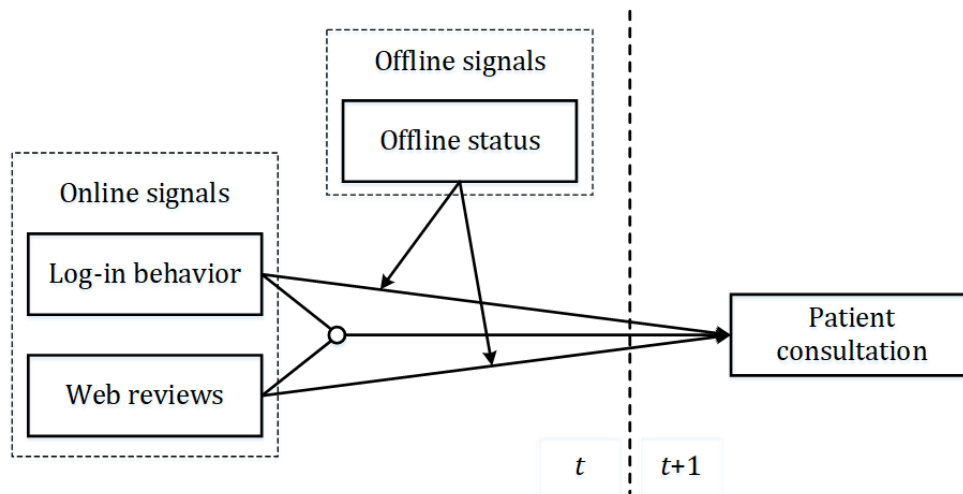 Offline signals
Offline status
Online signals
Log-in behavior
Web reviews
Patient
consultation
t
t+1